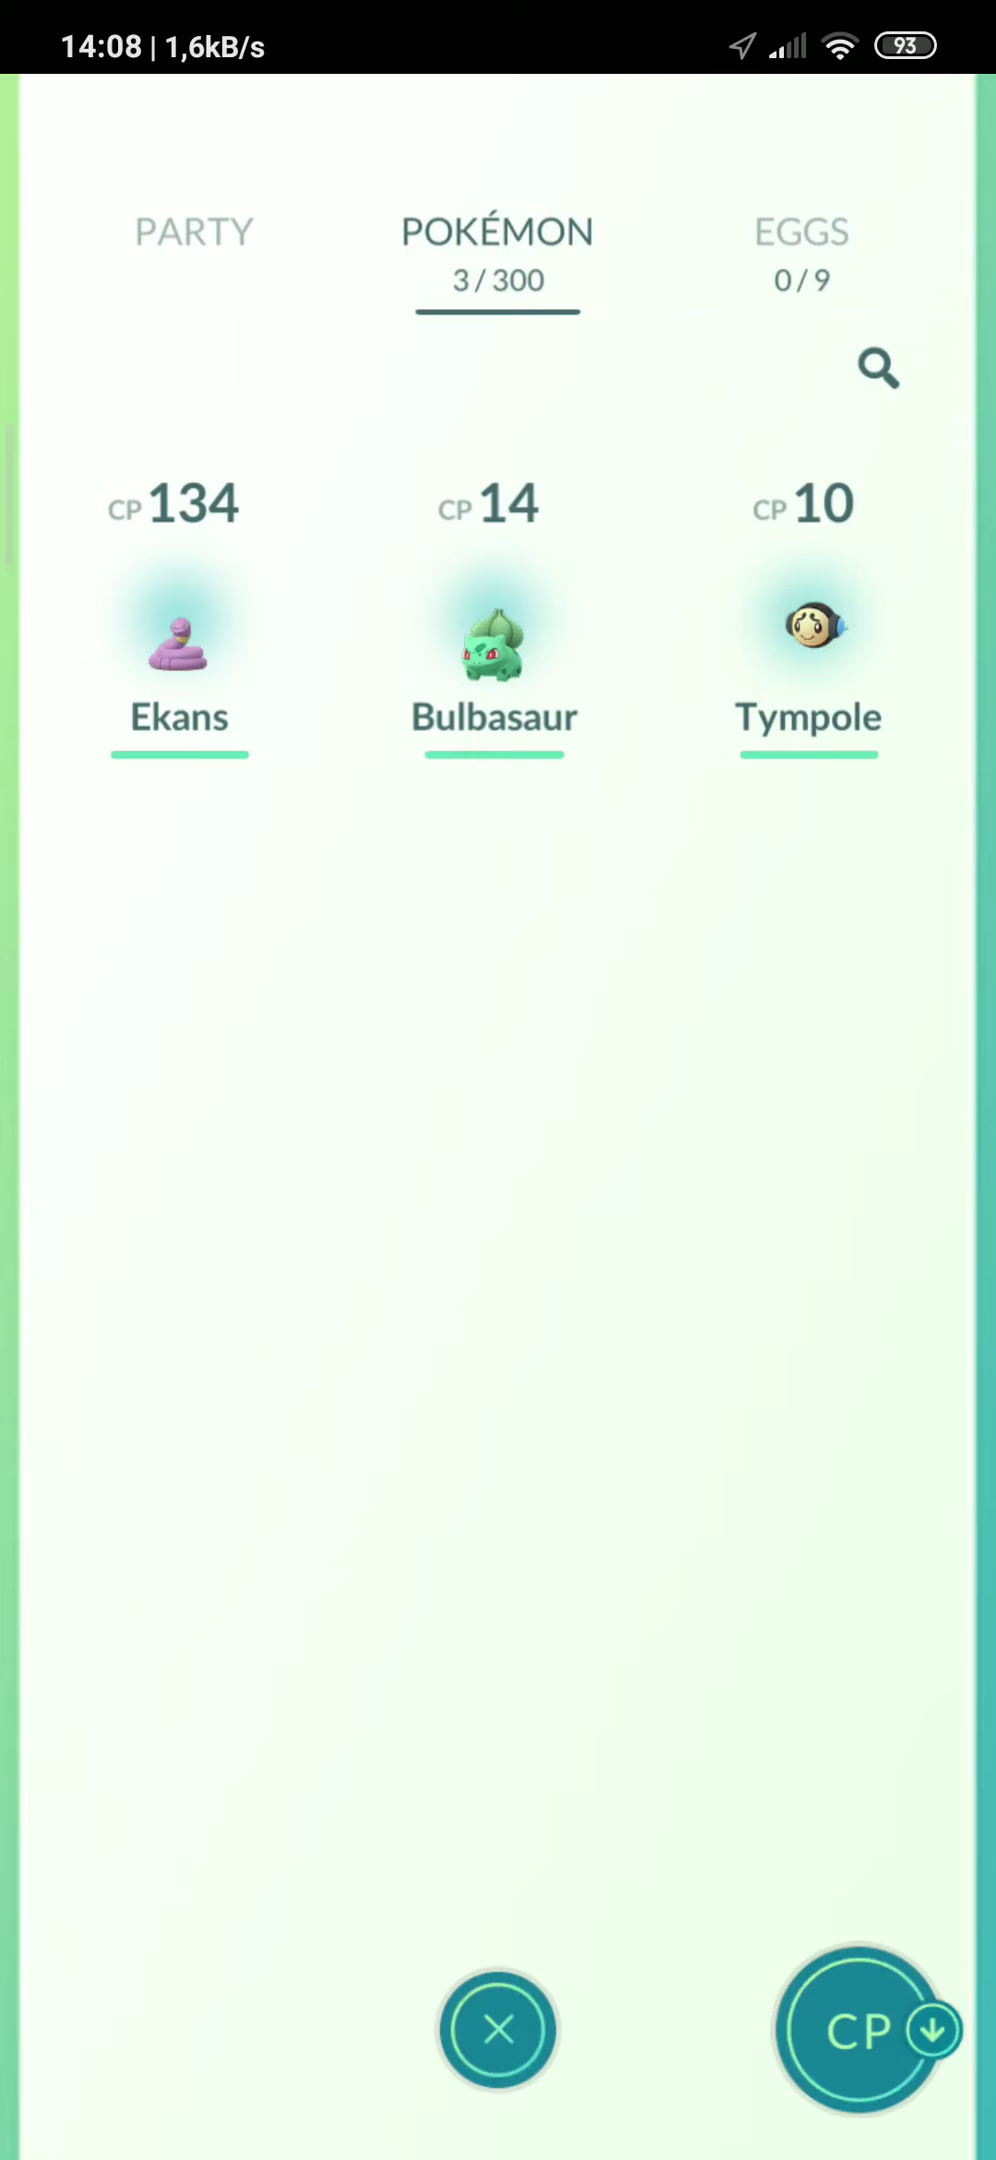 14:08 | 1,6kB/s 93
PARTY POKÉMON EGGS
3 / 300 0 / 9
CP 134 CP 14 CP 10
Ekans Bulbasaur Tympole
CP